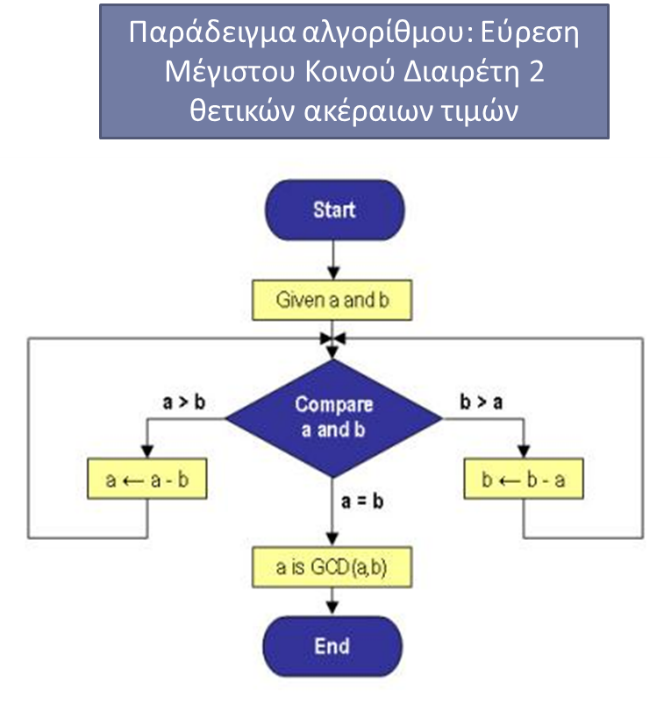 Παράδειγμα αλγορίθμου: Εύρεση
Μέγιστου Κοινού Διαιρέτη 2
θετικών ακέραιων τιμών
Start
Given a and b
a > b
Compare
a and b
b > a
a ← a - b
b ← b - a
a = b
a is GCD(a,b)
End